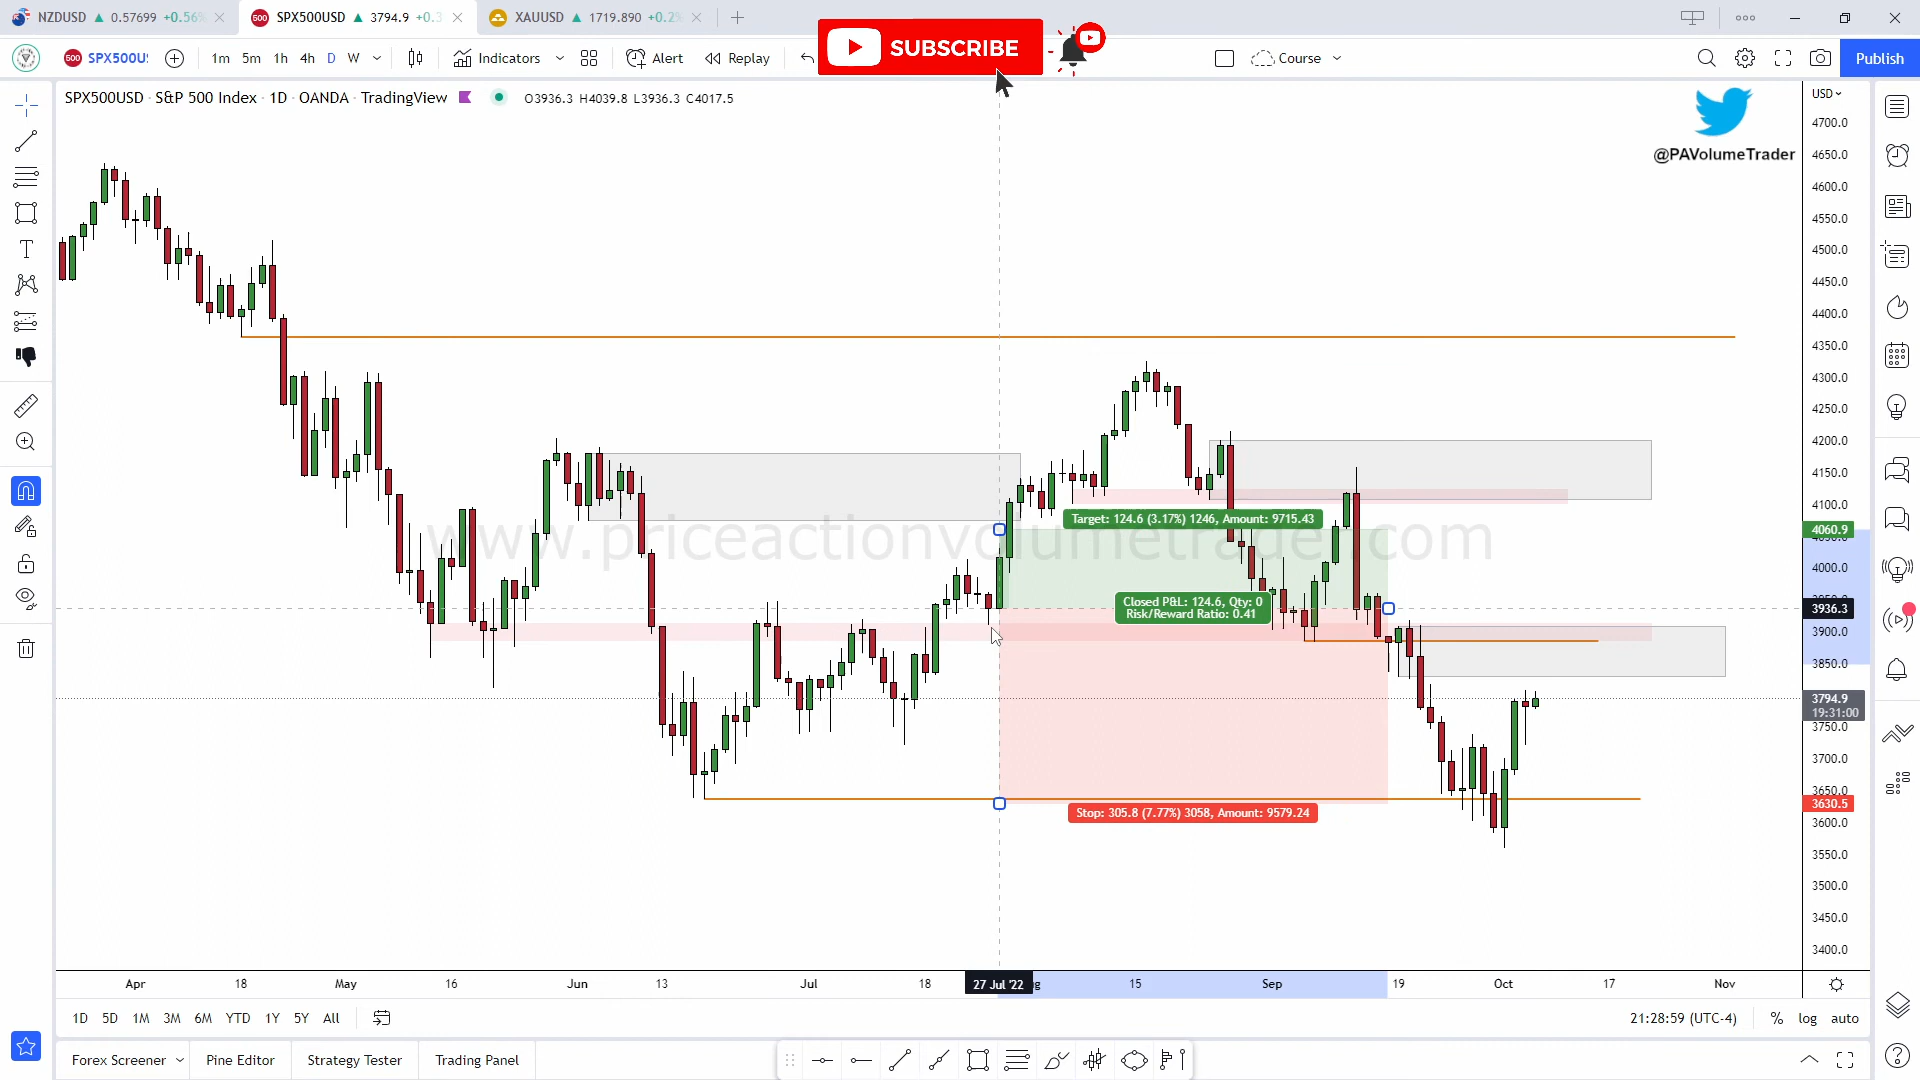 NZDUSD ▲ 0.57699 +0.56%
SPX500USD ▲ 3794.9 +0.3
XAUUSD ▲ 1719.890 +0.2%
SPX500U
1m 5m 1h 4h D W
Indicators
Alert
Replay
SUBSCRIBE
Course
Publish
SPX500USD · S&P 500 Index · 1D · OANDA · TradingView
O3936.3 H4039.8 L3936.3 C4017.5
USD
@PAVolumeTrader
4700.0
4650.0
4600.0
4550.0
4500.0
4450.0
4400.0
4350.0
4300.0
4250.0
4200.0
4150.0
4100.0
4060.9
4000.0
3936.3
3900.0
3850.0
3794.9
19:31:00
3750.0
3700.0
3650.0
3630.5
3600.0
3550.0
3500.0
3450.0
3400.0
www.priceactionvolumetrader.com
Target: 124.6 (3.17%) 1246, Amount: 9715.43
Closed P&L: 124.6, Qty: 0
Risk/Reward Ratio: 0.41
Stop: 305.8 (7.77%) 3058, Amount: 9579.24
Apr 18 May 16 Jun 13 Jul 18 27 Jul '22 15 Sep 19 Oct 17 Nov
1D 5D 1M 3M 6M YTD 1Y 5Y All
21:28:59 (UTC-4)
% log auto
Forex Screener
Pine Editor
Strategy Tester
Trading Panel